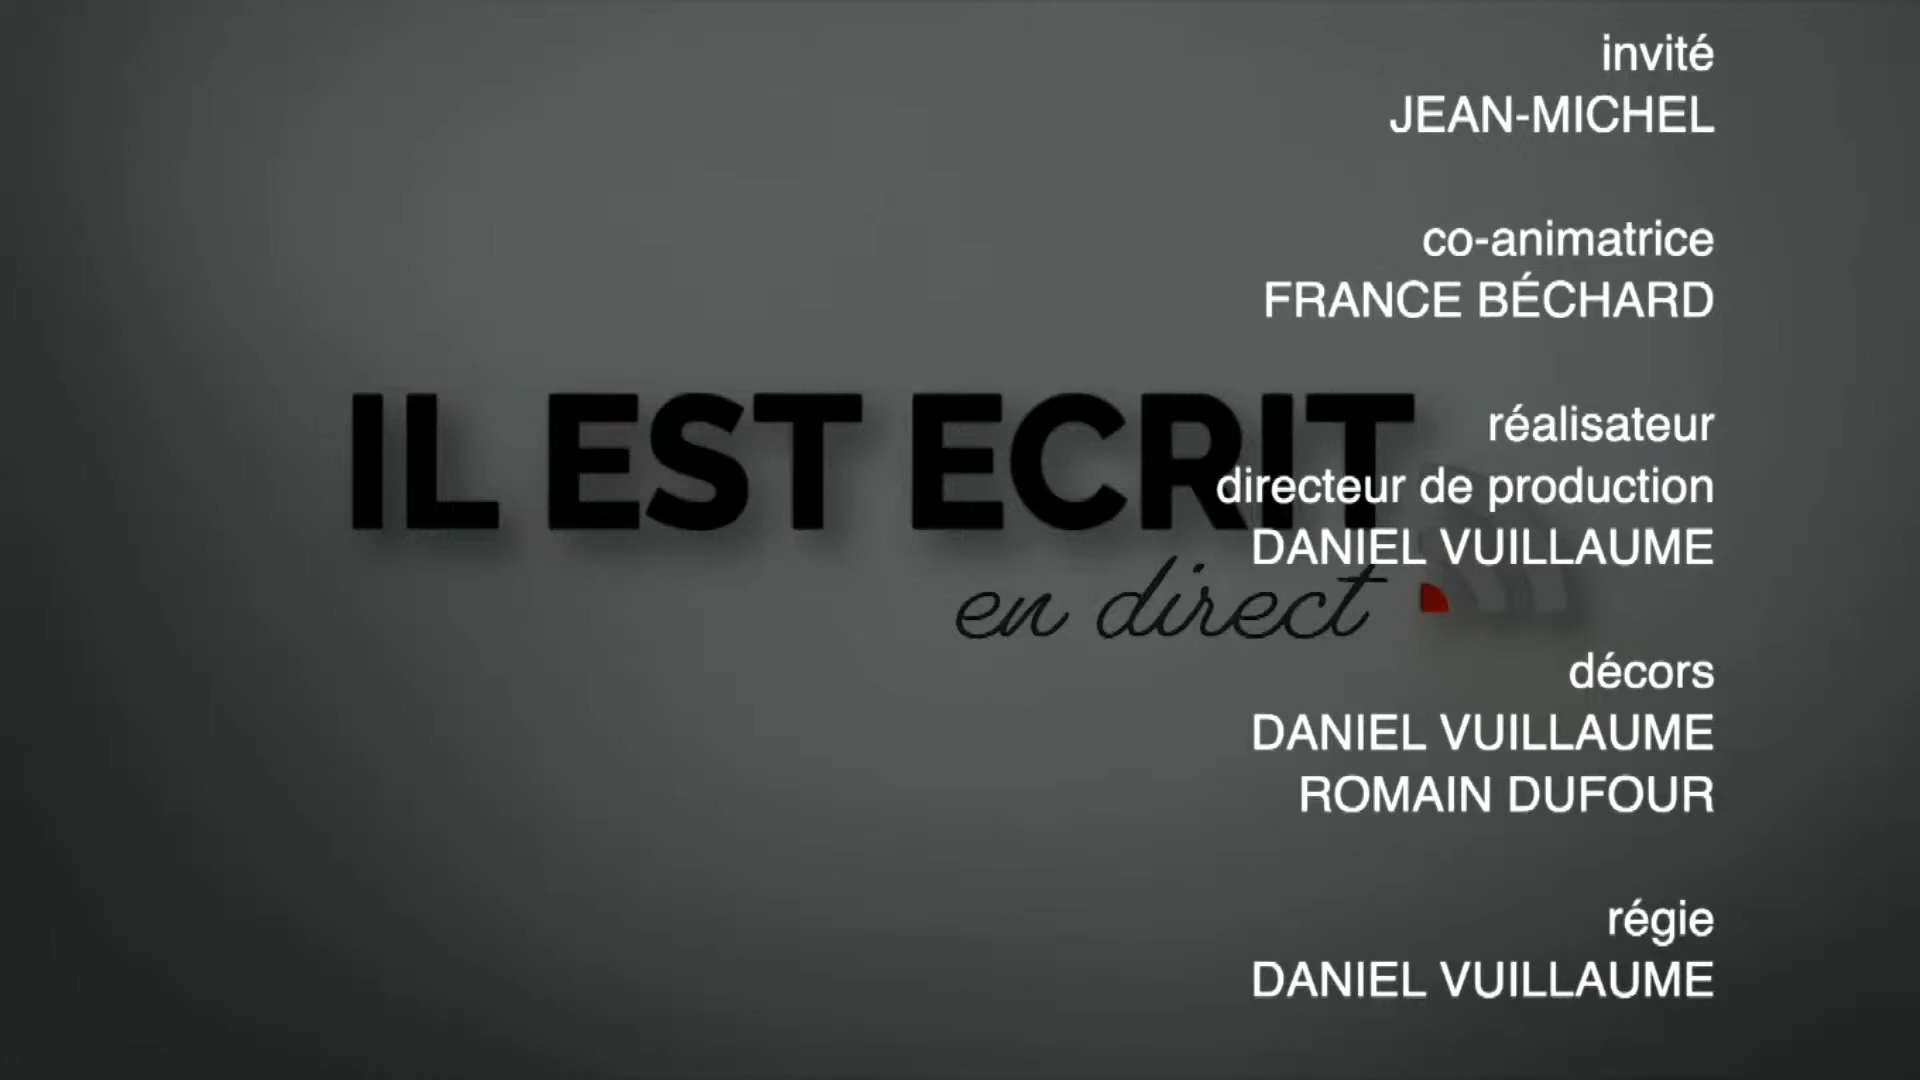 invité
JEAN-MICHEL
co-animatrice
FRANCE BÉCHARD
IL EST ECRIT
en direct
réalisateur
directeur de production
DANIEL VUILLAUME
décors
DANIEL VUILLAUME
ROMAIN DUFOUR
régie
DANIEL VUILLAUME